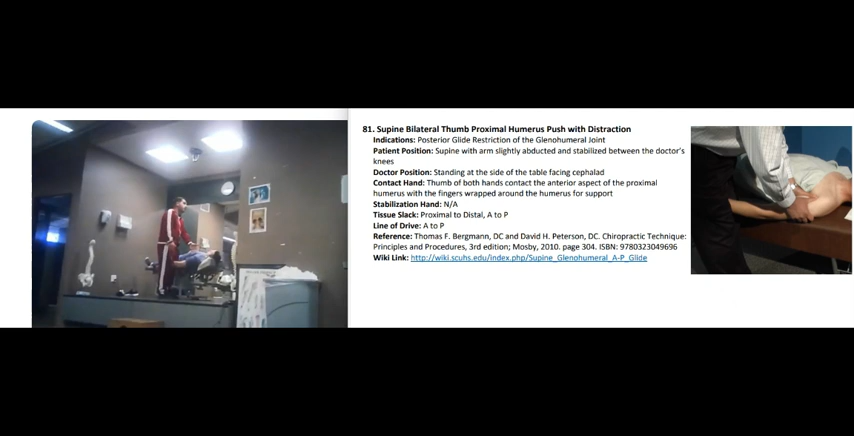 81. Supine Bilateral Thumb Proximal Humerus Push with Distraction
Indications: Posterior Glide Restriction of the Glenohumeral Joint
Patient Position: Supine with arm slightly abducted and stabilized between the doctor's
knees
Doctor Position: Standing at the side of the table facing cephalad
Contact Hand: Thumb of both hands contact the anterior aspect of the proximal
humerus with the fingers wrapped around the humerus for support
Stabilization Hand: N/A
Tissue Slack: Proximal to Distal, A to P
Line of Drive: A to P
Reference: Thomas F. Bergmann, DC and David H. Peterson, DC. Chiropractic Technique:
Principles and Procedures, 3rd edition; Mosby, 2010. page 304. ISBN: 9780323049696
Wiki Link: http://wiki.scuhs.edu/index.php/Supine_Glenohumeral_A-P_Glide